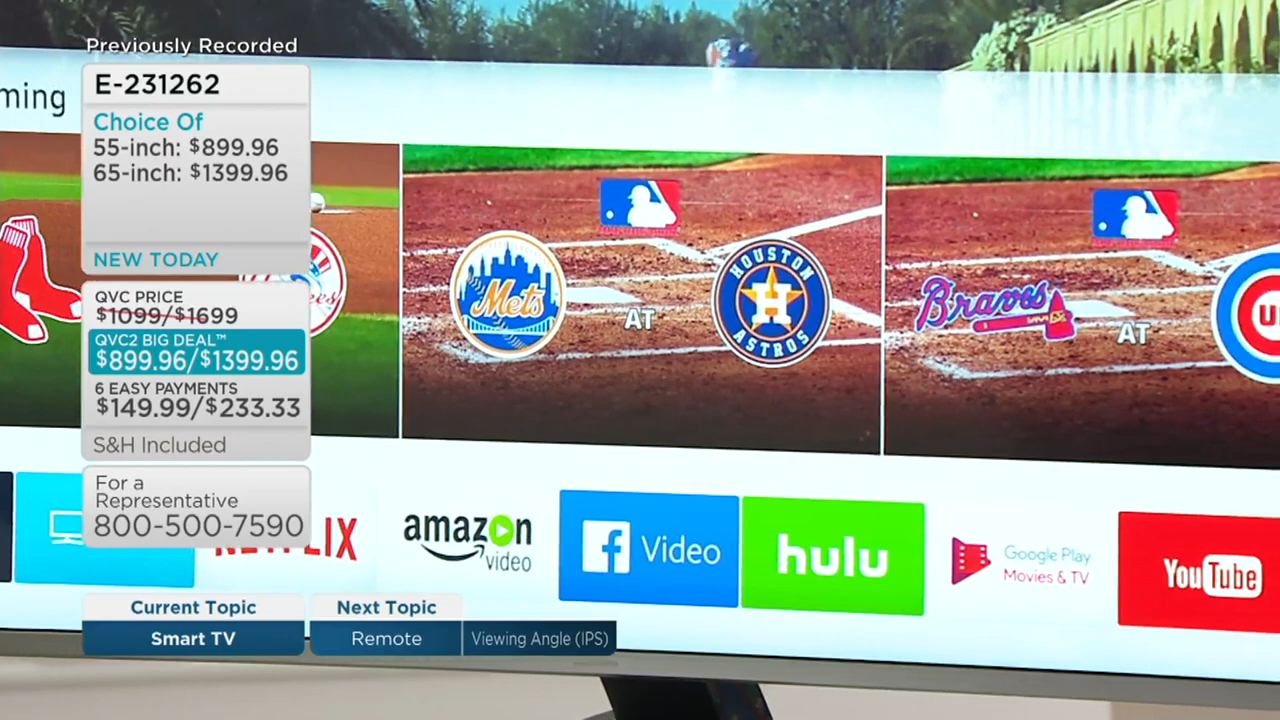 Previously Recorded
E-231262
Choice Of
55-inch: $899.96
65-inch: $1399.96
NEW TODAY
QVC PRICE
$1099/$1699
QVC2 BIG DEAL™
$899.96/$1399.96
6 EASY PAYMENTS
$149.99/$233.33
S&H Included
For a
Representative
800-500-7590
Current Topic
Smart TV
Next Topic
Remote
Viewing Angle (IPS)
Mets
AT
HOUSTON
H
ASTROS
Braves
AT
amazon
video
f Video
hulu
Google Play
Movies & TV
YouTube